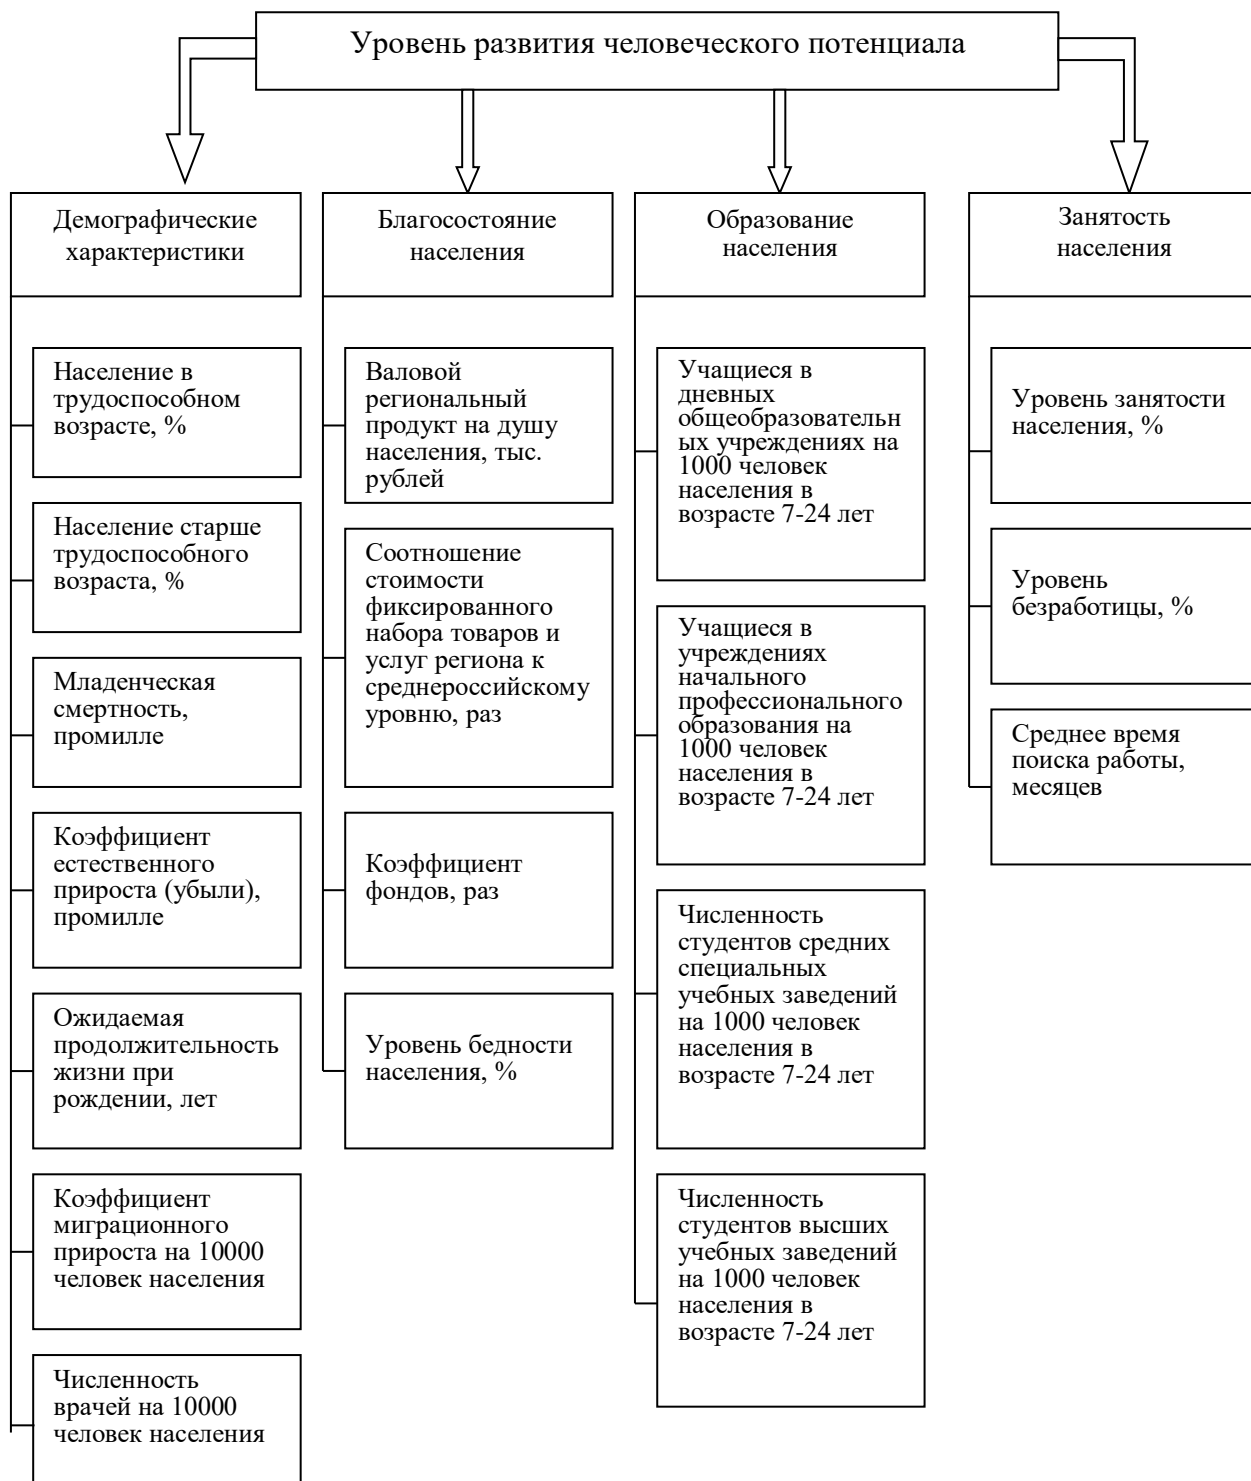 Уровень развития человеческого потенциала
Демографические
характеристики
Население в
трудоспособном
возрасте, %
Население старше
трудоспособного
возраста, %
Младенческая
смертность,
промилле
Коэффициент
естественного
прироста (убыли),
промилле
Ожидаемая
продолжительность
жизни при
рождении, лет
Коэффициент
миграционного
прироста на 10000
человек населения
Численность
врачей на 10000
человек населения
Благосостояние
населения
Валовой
региональный
продукт на душу
населения, тыс.
рублей
Соотношение
стоимости
фиксированного
набора товаров и
услуг региона к
среднероссийскому
уровню, раз
Коэффициент
фондов, раз
Уровень бедности
населения, %
Образование
населения
Учащиеся в
дневных
общеобразовательн
ых учреждениях на
1000 человек
населения в
возрасте 7-24 лет
Учащиеся в
учреждениях
начального
профессионального
образования на
1000 человек
населения в
возрасте 7-24 лет
Численность
студентов средних
специальных
учебных заведений
на 1000 человек
населения в
возрасте 7-24 лет
Численность
студентов высших
учебных заведений
на 1000 человек
населения в
возрасте 7-24 лет
Занятость
населения
Уровень занятости
населения, %
Уровень
безработицы, %
Среднее время
поиска работы,
месяцев